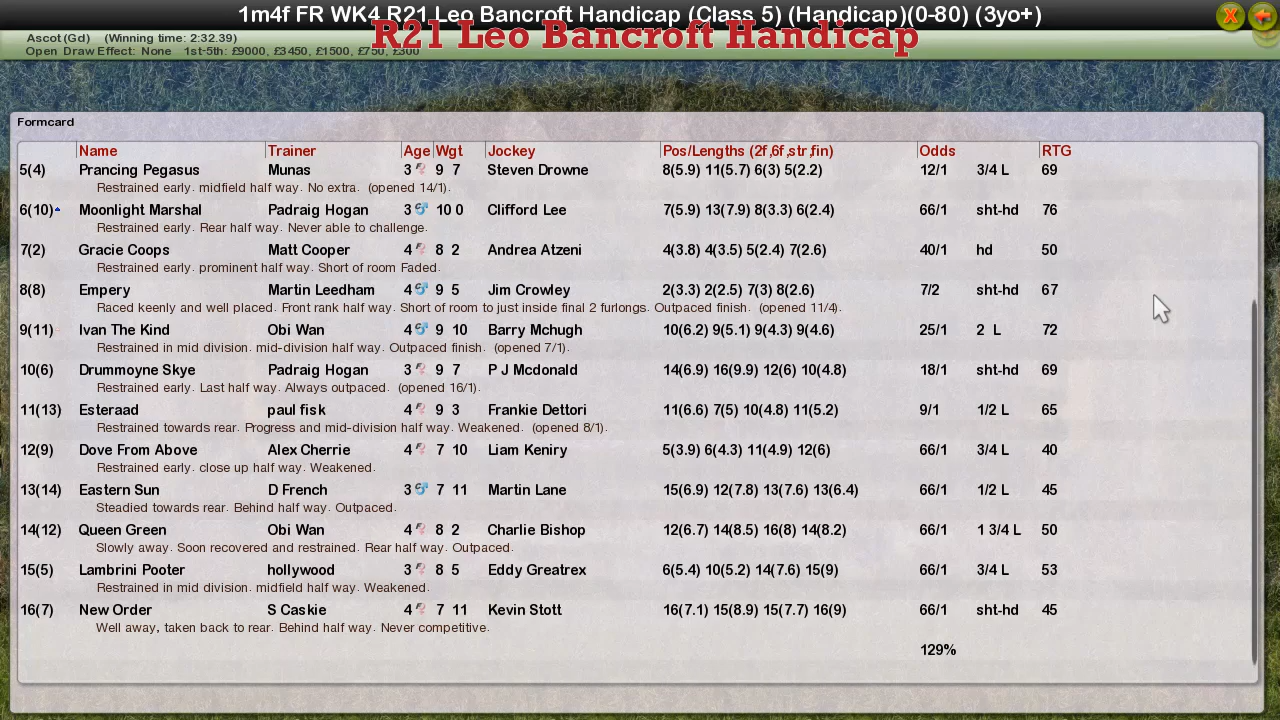 1m4f FR WK4 R21 Leo Bancroft Handicap (Class 5) (Handicap)(0-80) (3yo+)
R21 Leo Bancroft Handicap
Ascot(Gd) (Winning time: 2:32.39)
Open Draw Effect: None 1st-5th: £9000, £3450, £1500, £750, £300
Formcard
Name Trainer Age Wgt Jockey Pos/Lengths (2f,6f,str,fin) Odds RTG
5(4) Prancing Pegasus Munas 3 9 7 Steven Drowne 8(5.9) 11(5.7) 6(3) 5(2.2) 12/1 3/4 L 69
Restrained early. midfield half way. No extra. (opened 14/1).
6(10) Moonlight Marshal Padraig Hogan 3 10 0 Clifford Lee 7(5.9) 13(7.9) 8(3.3) 6(2.4) 66/1 sht-hd 76
Restrained early. Rear half way. Never able to challenge.
7(2) Gracie Coops Matt Cooper 4 8 2 Andrea Atzeni 4(3.8) 4(3.5) 5(2.4) 7(2.6) 40/1 hd 50
Restrained early. prominent half way. Short of room Faded.
8(8) Empery Martin Leedham 4 9 5 Jim Crowley 2(3.3) 2(2.5) 7(3) 8(2.6) 7/2 sht-hd 67
Raced keenly and well placed. Front rank half way. Short of room to just inside final 2 furlongs. Outpaced finish. (opened 11/4).
9(11) Ivan The Kind Obi Wan 4 9 10 Barry Mchugh 10(6.2) 9(5.1) 9(4.3) 9(4.6) 25/1 2 L 72
Restrained in mid division. mid-division half way. Outpaced finish. (opened 7/1).
10(6) Drummoyne Skye Padraig Hogan 3 9 7 P J Mcdonald 14(6.9) 16(9.9) 12(6) 10(4.8) 18/1 sht-hd 69
Restrained early. Last half way. Always outpaced. (opened 16/1).
11(13) Esteraad paul fisk 4 9 3 Frankie Dettori 11(6.6) 7(5) 10(4.8) 11(5.2) 9/1 1/2 L 65
Restrained towards rear. Progress and mid-division half way. Weakened. (opened 8/1).
12(9) Dove From Above Alex Cherrie 4 7 10 Liam Keniry 5(3.9) 6(4.3) 11(4.9) 12(6) 66/1 3/4 L 40
Restrained early. close up half way. Weakened.
13(14) Eastern Sun D French 3 7 11 Martin Lane 15(6.9) 12(7.8) 13(7.6) 13(6.4) 66/1 1/2 L 45
Steadied towards rear. Behind half way. Outpaced.
14(12) Queen Green Obi Wan 4 8 2 Charlie Bishop 12(6.7) 14(8.5) 16(8) 14(8.2) 66/1 1 3/4 L 50
Slowly away. Soon recovered and restrained. Rear half way. Outpaced.
15(5) Lambrini Pooter hollywood 3 8 5 Eddy Greatrex 6(5.4) 10(5.2) 14(7.6) 15(9) 66/1 3/4 L 53
Restrained in mid division. midfield half way. Weakened.
16(7) New Order S Caskie 4 7 11 Kevin Stott 16(7.1) 15(8.9) 15(7.7) 16(9) 66/1 sht-hd 45
Well away, taken back to rear. Behind half way. Never competitive.
129%